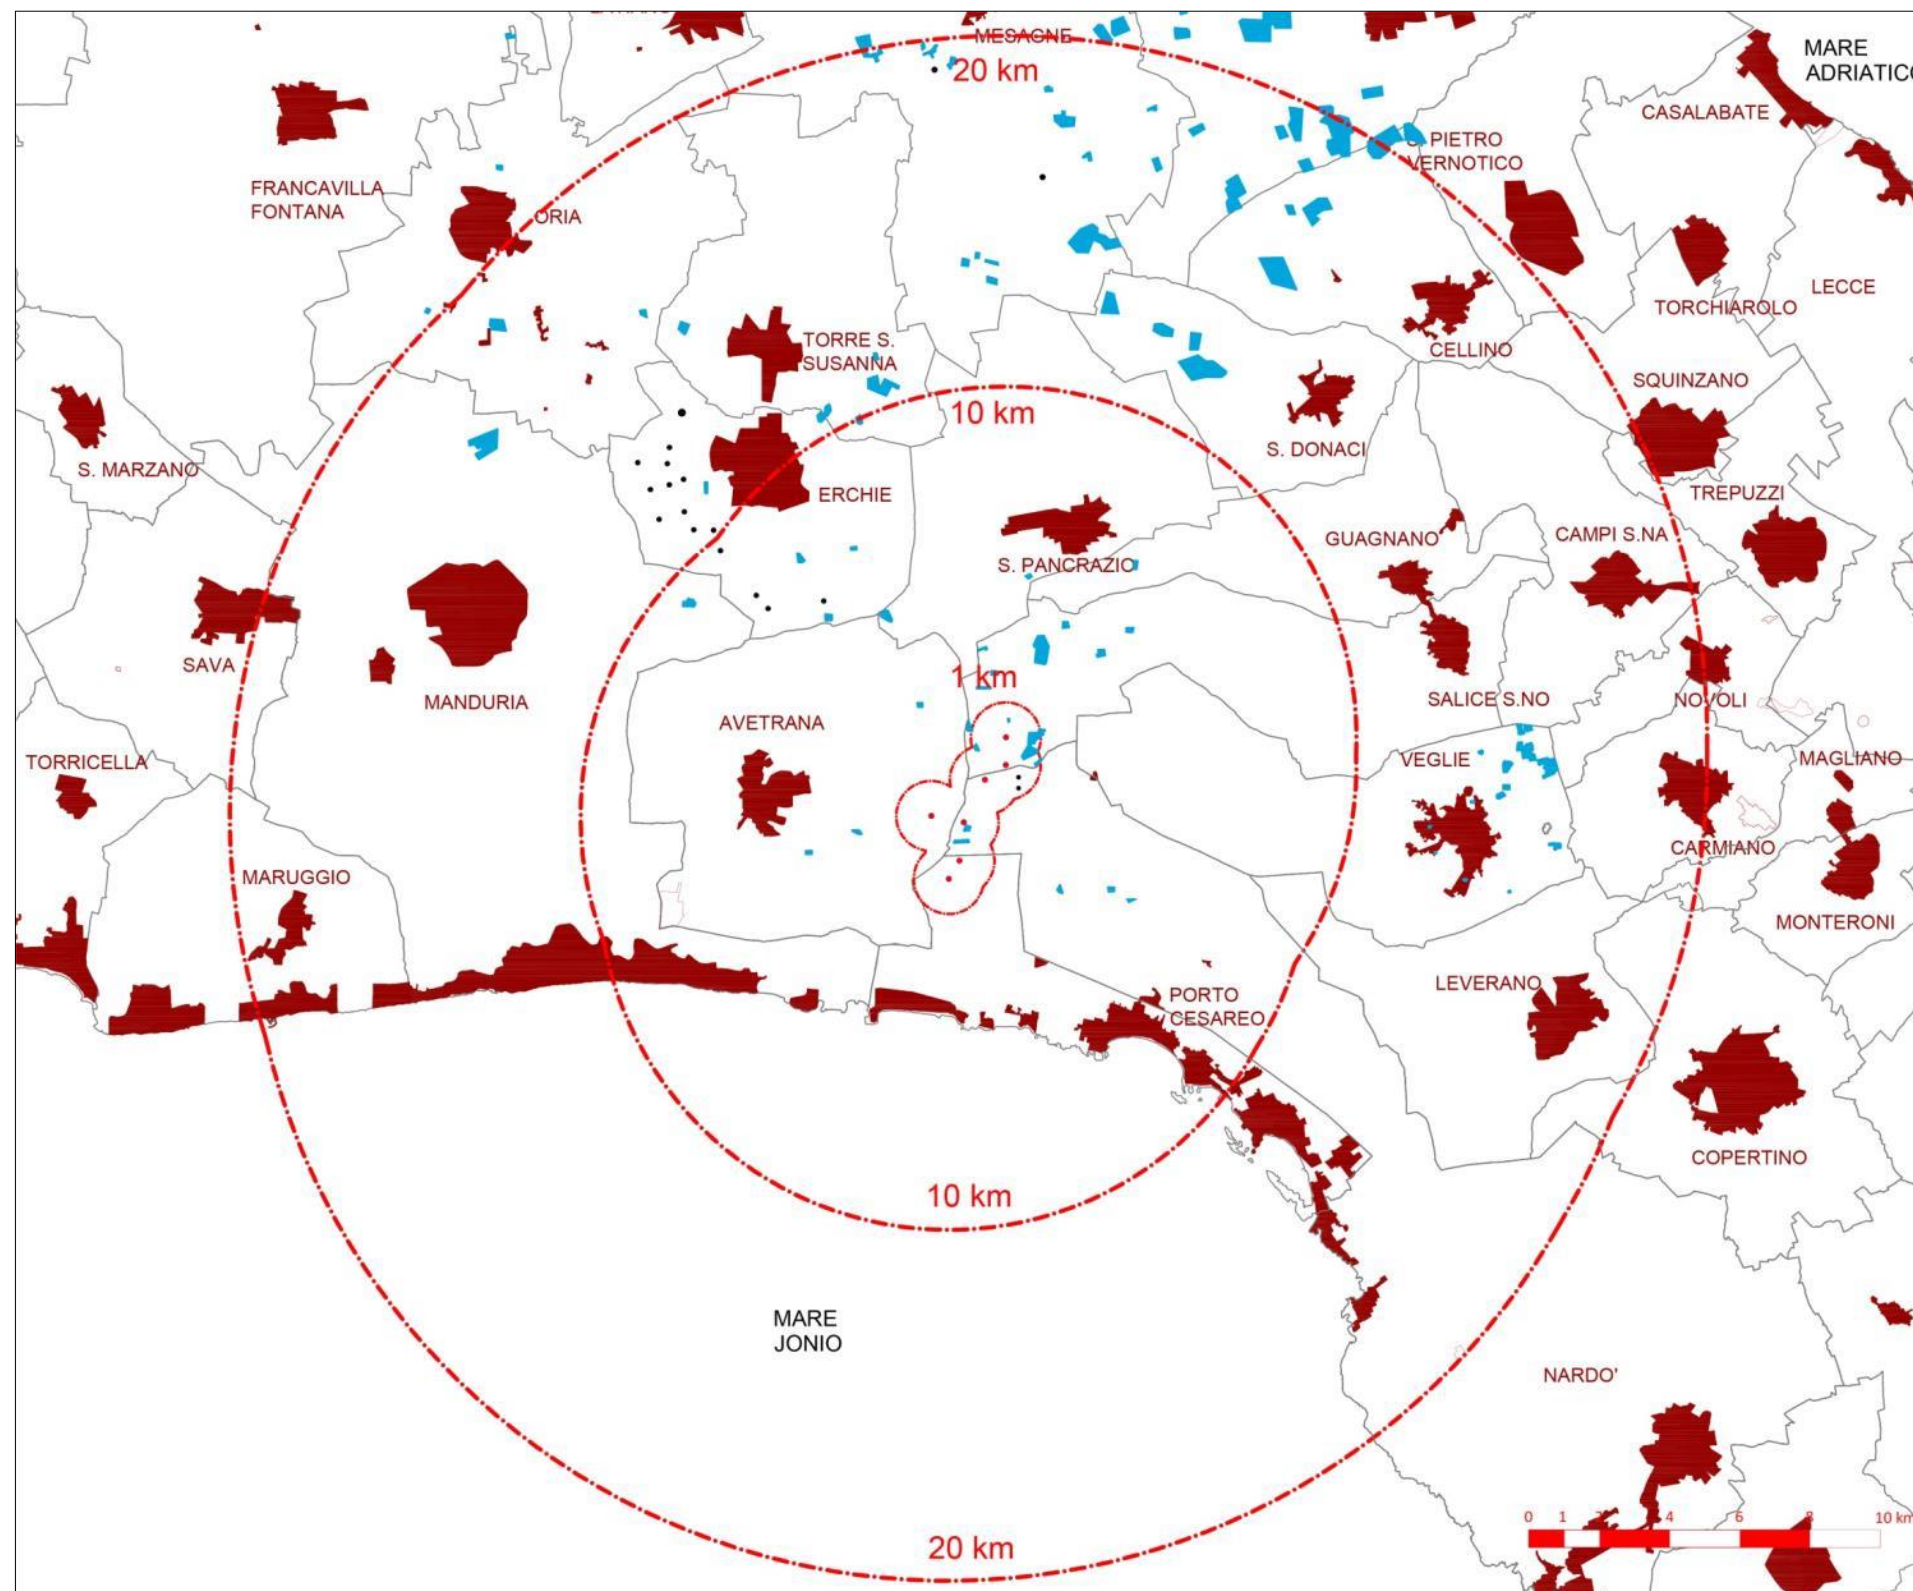 MESAGNE
20 km
MARE
ADRIATICO
CASALABATE
S. PIETRO
VERNOTICO
FRANCAVILLA
FONTANA
ORIA
LECCE
TORCHIAROLO
TORRE S.
SUSANNA
CELLINO
SQUINZANO
10 km
S. DONACI
S. MARZANO
ERCHIE
TREPUZZI
GUAGNANO
CAMPI S.NA
S. PANCRAZIO
SAVA
1 km
MANDURIA
SALICE S.NO
NOVOLI
AVETRANA
TORRICELLA
VEGLIE
MAGLIANO
CARMIANO
MARUGGIO
MONTERONI
LEVERANO
PORTO
CESAREO
COPERTINO
10 km
MARE
JONIO
NARDO'
0 1 4 6 8 10 km
20 km